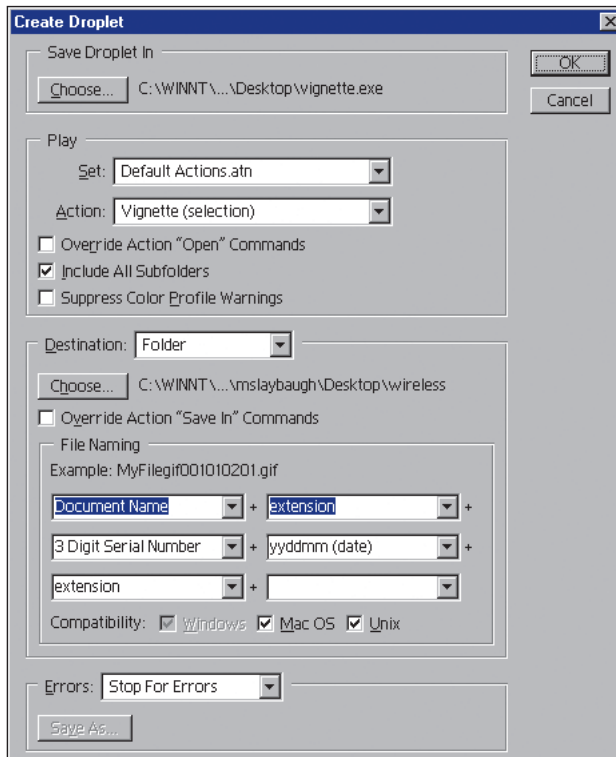 Create Droplet
Save Droplet In
OK
Choose... C:\WINNT\...\Desktop\vignette.exe
Cancel
Play
Set: Default Actions.atn
Action: Vignette (selection)
Override Action "Open" Commands
Include All Subfolders
Suppress Color Profile Warnings
Destination: Folder
Choose... C:\WINNT\...\mslaybaugh\Desktop\wireless
Override Action "Save In" Commands
File Naming
Example: MyFilegif001010201.gif
Document Name + extension +
3 Digit Serial Number + yyddmm (date) +
extension +
Compatibility: Windows Mac OS Unix
Errors: Stop For Errors
Save As...